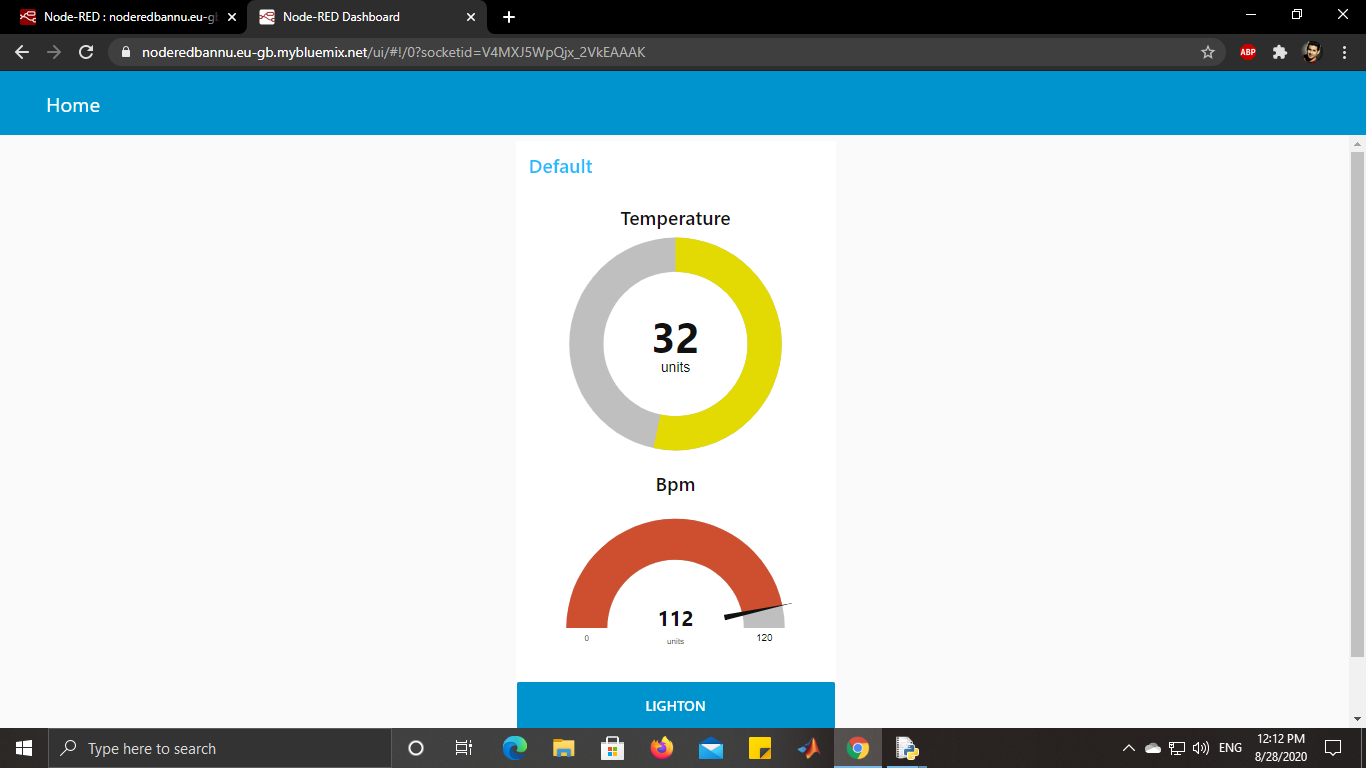 Node-RED : noderedbannu.eu-g
Node-RED Dashboard
noderedbannu.eu-gb.mybluemix.net/ui/#!/0?socketid=V4MXJ5WpQjx_2VkEAAAK
ABP
Home
Default
Temperature
32
units
Bpm
112
units
0
120
LIGHTON
Type here to search
ENG
12:12 PM
8/28/2020